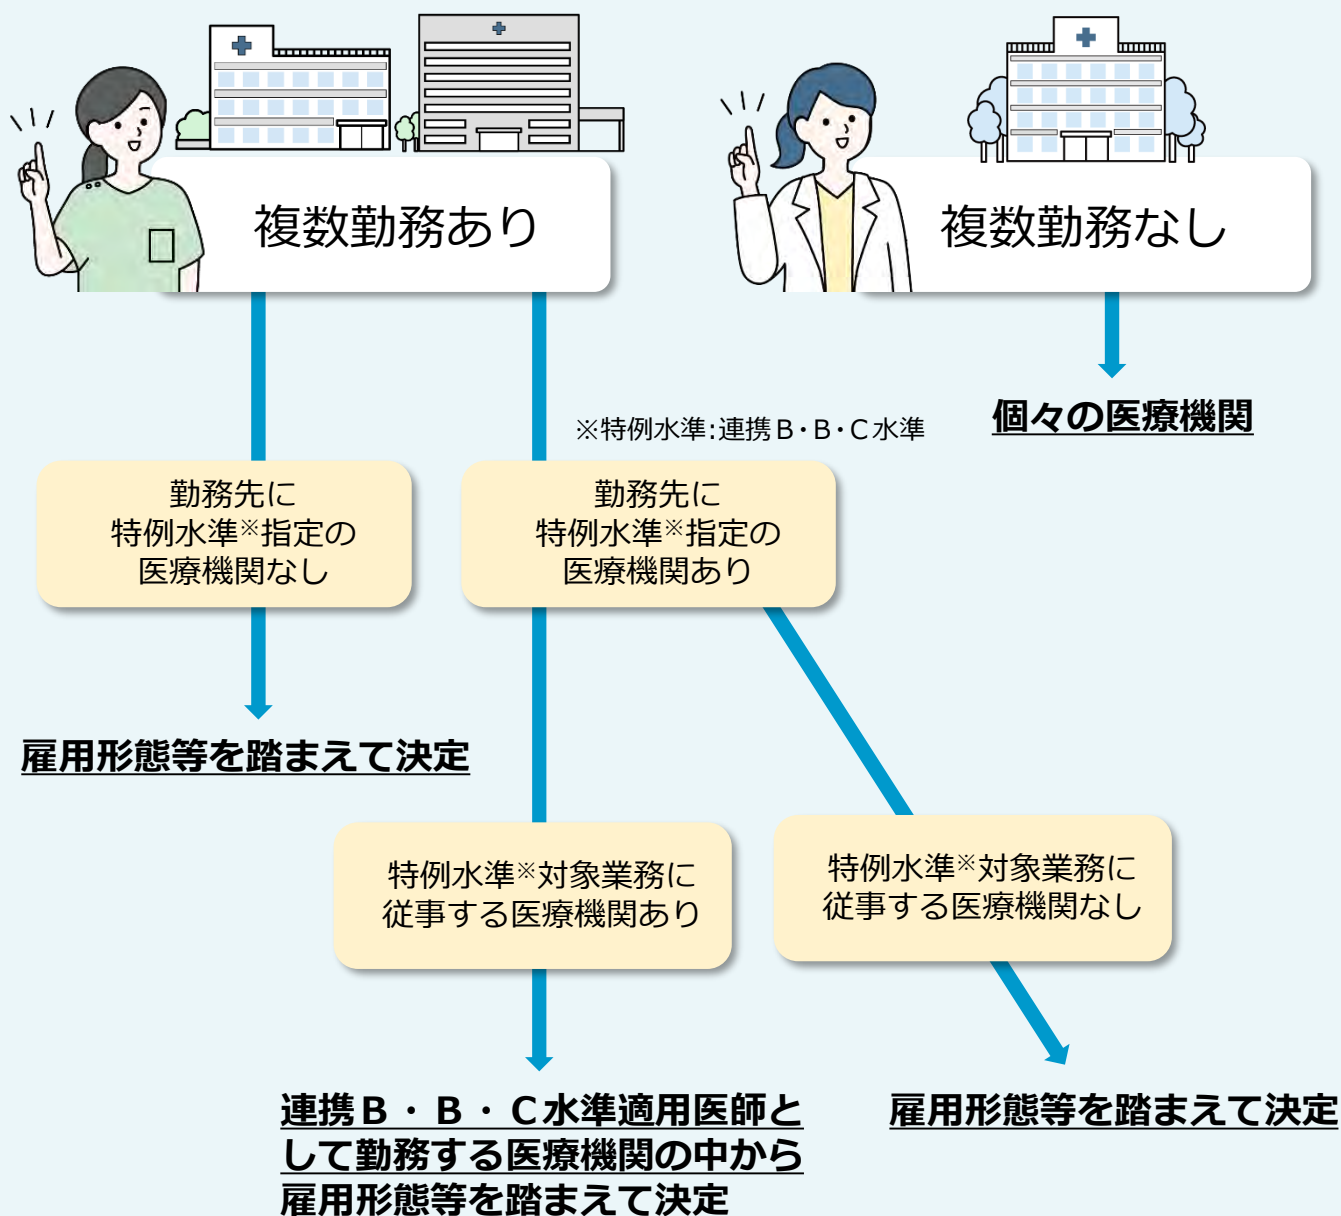 複数勤務あり
複数勤務なし
個々の医療機関
※特例水準:連携B・B・C水準
勤務先に
特例水準※指定の
医療機関なし
勤務先に
特例水準※指定の
医療機関あり
雇用形態等を踏まえて決定
特例水準※対象業務に
従事する医療機関あり
特例水準※対象業務に
従事する医療機関なし
連携B・B・C水準適用医師と
して勤務する医療機関の中から
雇用形態等を踏まえて決定
雇用形態等を踏まえて決定